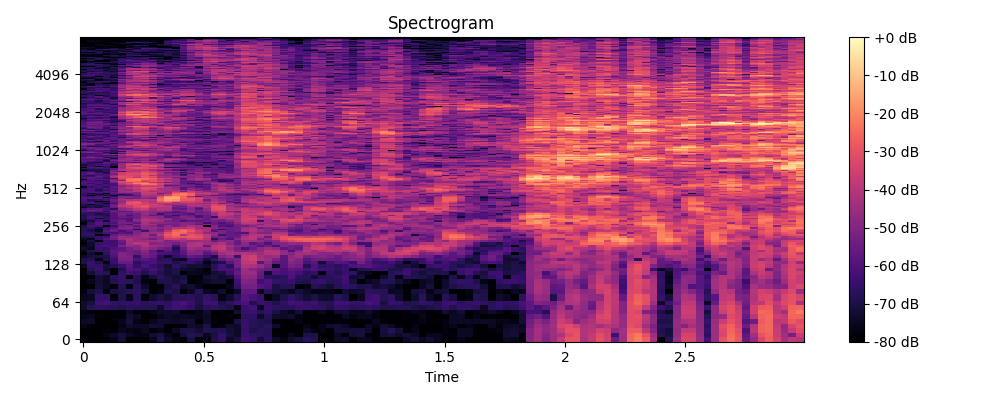 Spectrogram
Hz
4096
2048
1024
512
256
128
64
0
0
0.5
1
1.5
2
2.5
Time
+0 dB
-10 dB
-20 dB
-30 dB
-40 dB
-50 dB
-60 dB
-70 dB
-80 dB